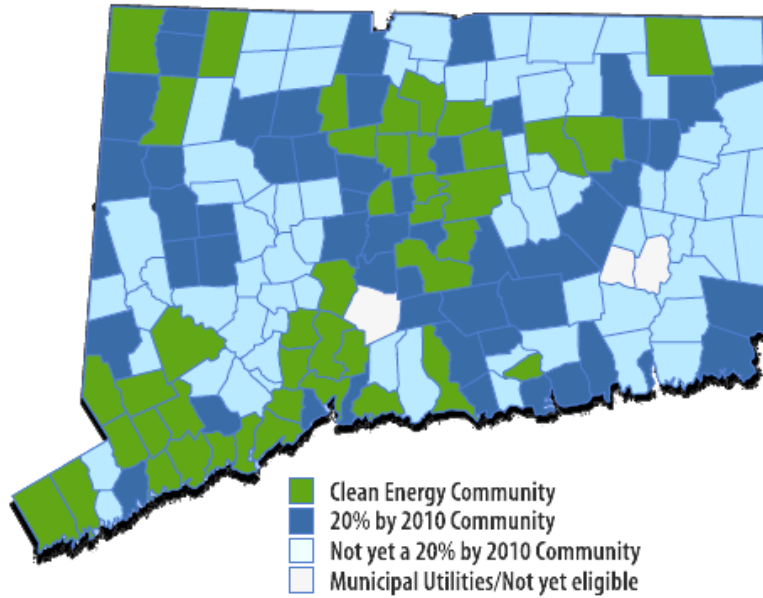 Clean Energy Community
20% by 2010 Community
Not yet a 20% by 2010 Community
Municipal Utilities/Not yet eligible